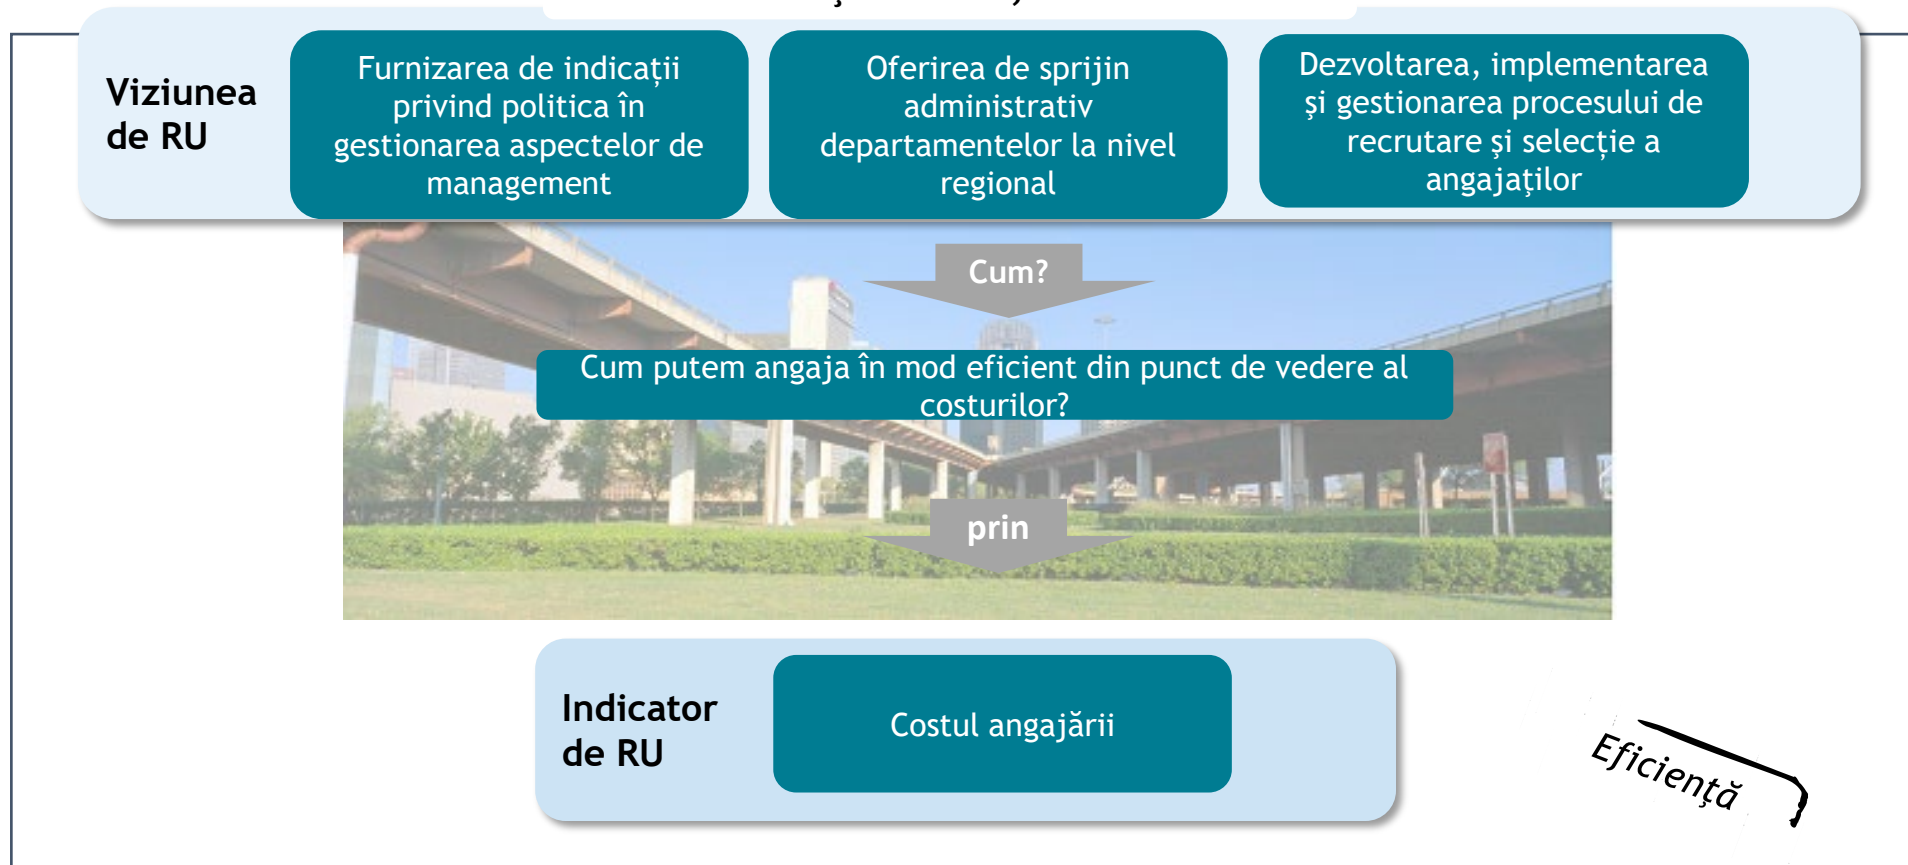 Viziunea
de RU
Furnizarea de indicații
privind politica în
gestionarea aspectelor de
management
Oferirea de sprijin
administrativ
departamentelor la nivel
regional
Dezvoltarea, implementarea
şi gestionarea procesului de
recrutare şi selecție a
angajaţilor
Cum?
Cum putem angaja în mod eficient din punct de vedere al
costurilor?
prin
Indicator
de RU
Costul angajării
Eficienţă